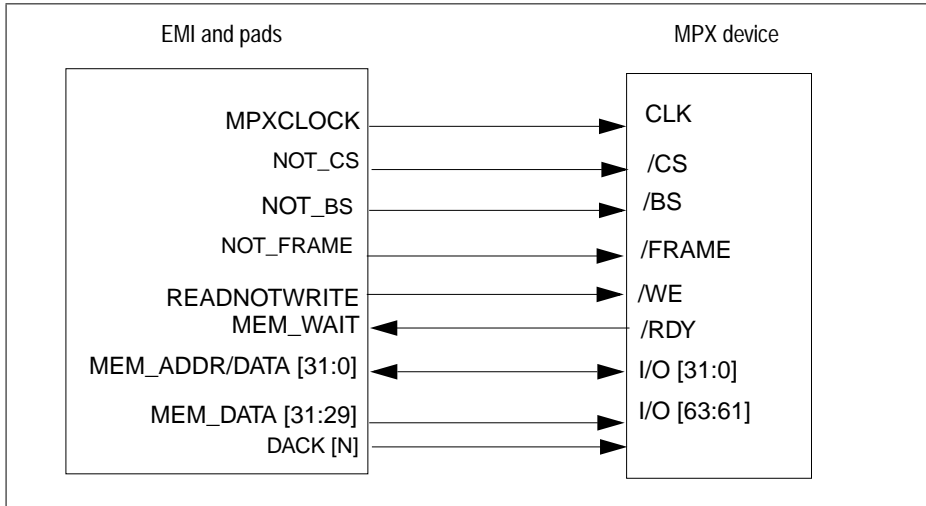 EMI and pads MPX device
MPXCLOCK CLK
NOT_CS /CS
NOT_BS /BS
NOT_FRAME /FRAME
READNOTWRITE /WE
MEM_WAIT /RDY
MEM_ADDR/DATA [31:0] I/O [31:0]
MEM_DATA [31:29] I/O [63:61]
DACK [N]